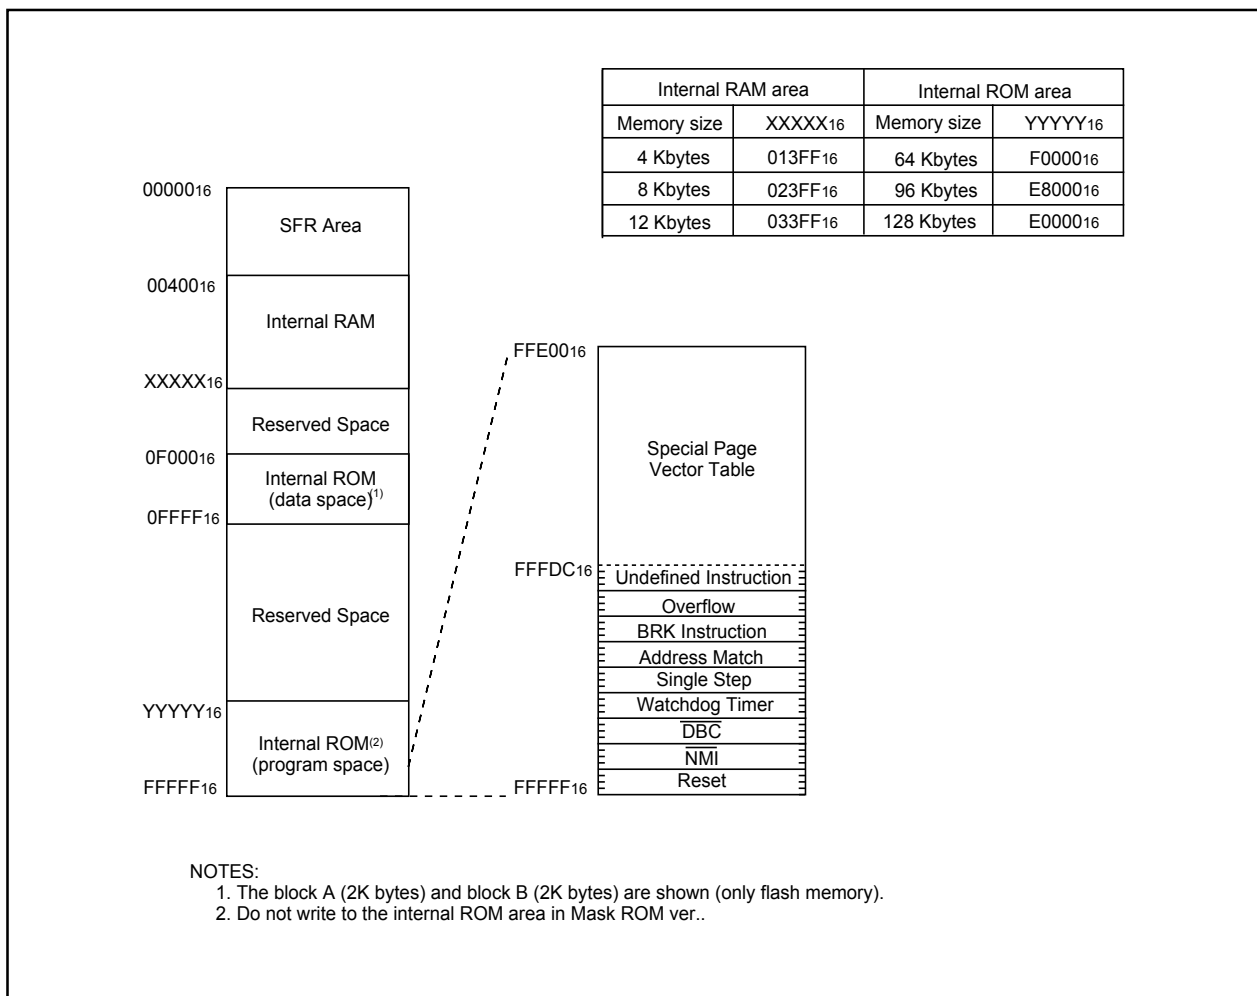 Internal RAM area Internal ROM area
Memory size XXXXX16 Memory size YYYYY16
4 Kbytes 013FF16 64 Kbytes F000016
8 Kbytes 023FF16 96 Kbytes E800016
12 Kbytes 033FF16 128 Kbytes E000016
0000016
SFR Area
0040016
Internal RAM
XXXXX16
Reserved Space
0F00016
Internal ROM
(data space)(1)
0FFFF16
Reserved Space
YYYYY16
Internal ROM(2)
(program space)
FFFFF16
FFE0016
Special Page
Vector Table
FFFDC16
Undefined Instruction
Overflow
BRK Instruction
Address Match
Single Step
Watchdog Timer
DBC
NMI
Reset
FFFFF16
NOTES:
1. The block A (2K bytes) and block B (2K bytes) are shown (only flash memory).
2. Do not write to the internal ROM area in Mask ROM ver..